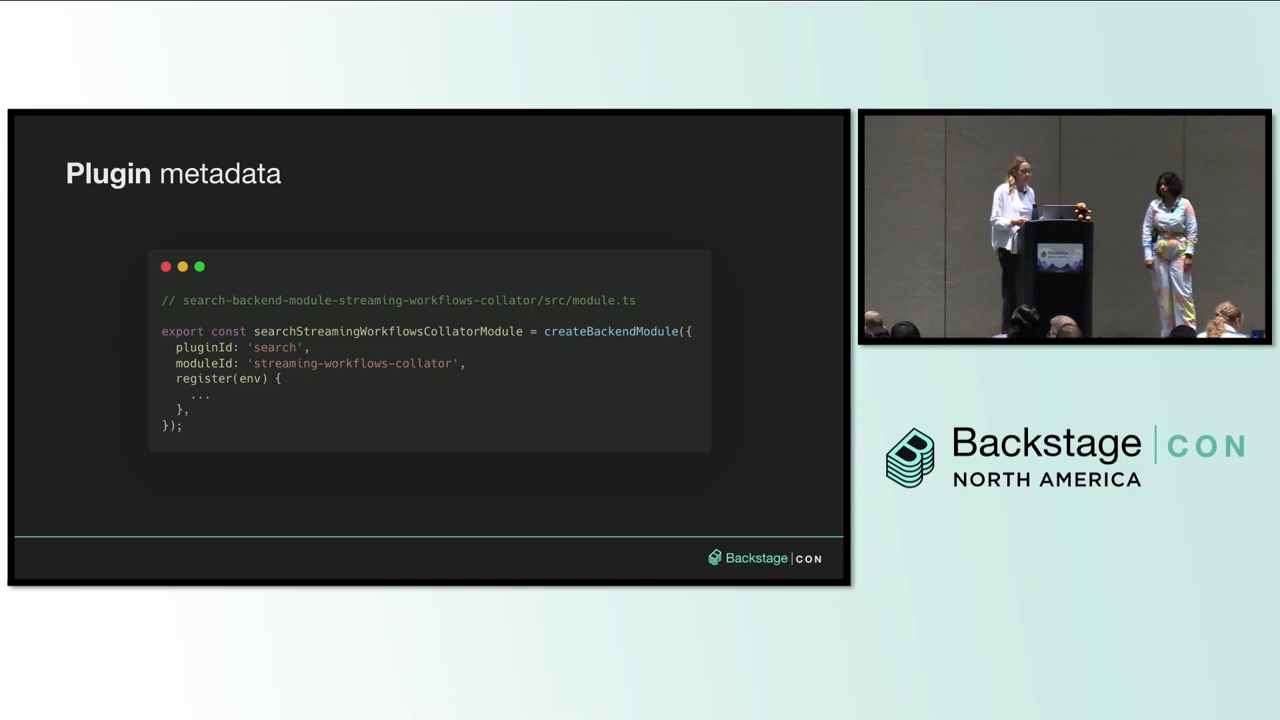 Plugin metadata
// search-backend-module-streaming-workflows-collator/src/module.ts
export const searchStreamingWorkflowsCollatorModule = createBackendModule({
  pluginId: 'search',
  moduleId: 'streaming-workflows-collator',
  register(env) {
    ...
  },
});
Backstage | CON
Backstage
Backstage | CON
NORTH AMERICA